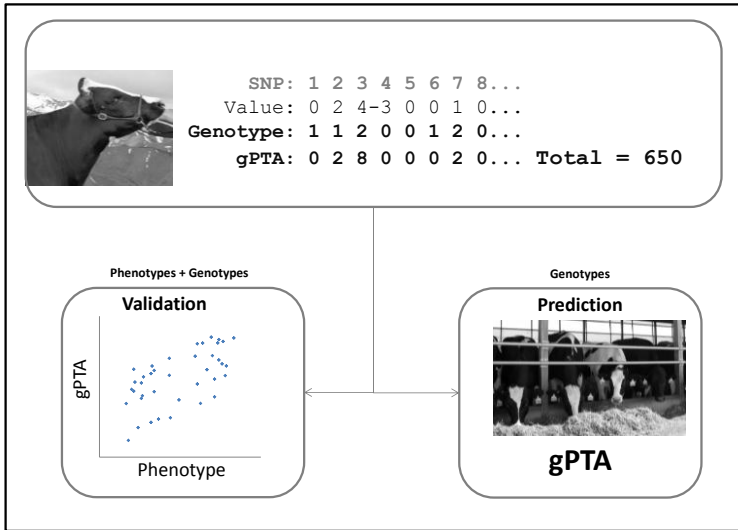 SNP: 1 2 3 4 5 6 7 8...
Value: 0 2 4-3 0 0 1 0...
Genotype: 1 1 2 0 0 1 2 0...
gPTA: 0 2 8 0 0 0 2 0... Total = 650
Phenotypes + Genotypes
Validation
gPTA
Phenotype
Genotypes
Prediction
gPTA